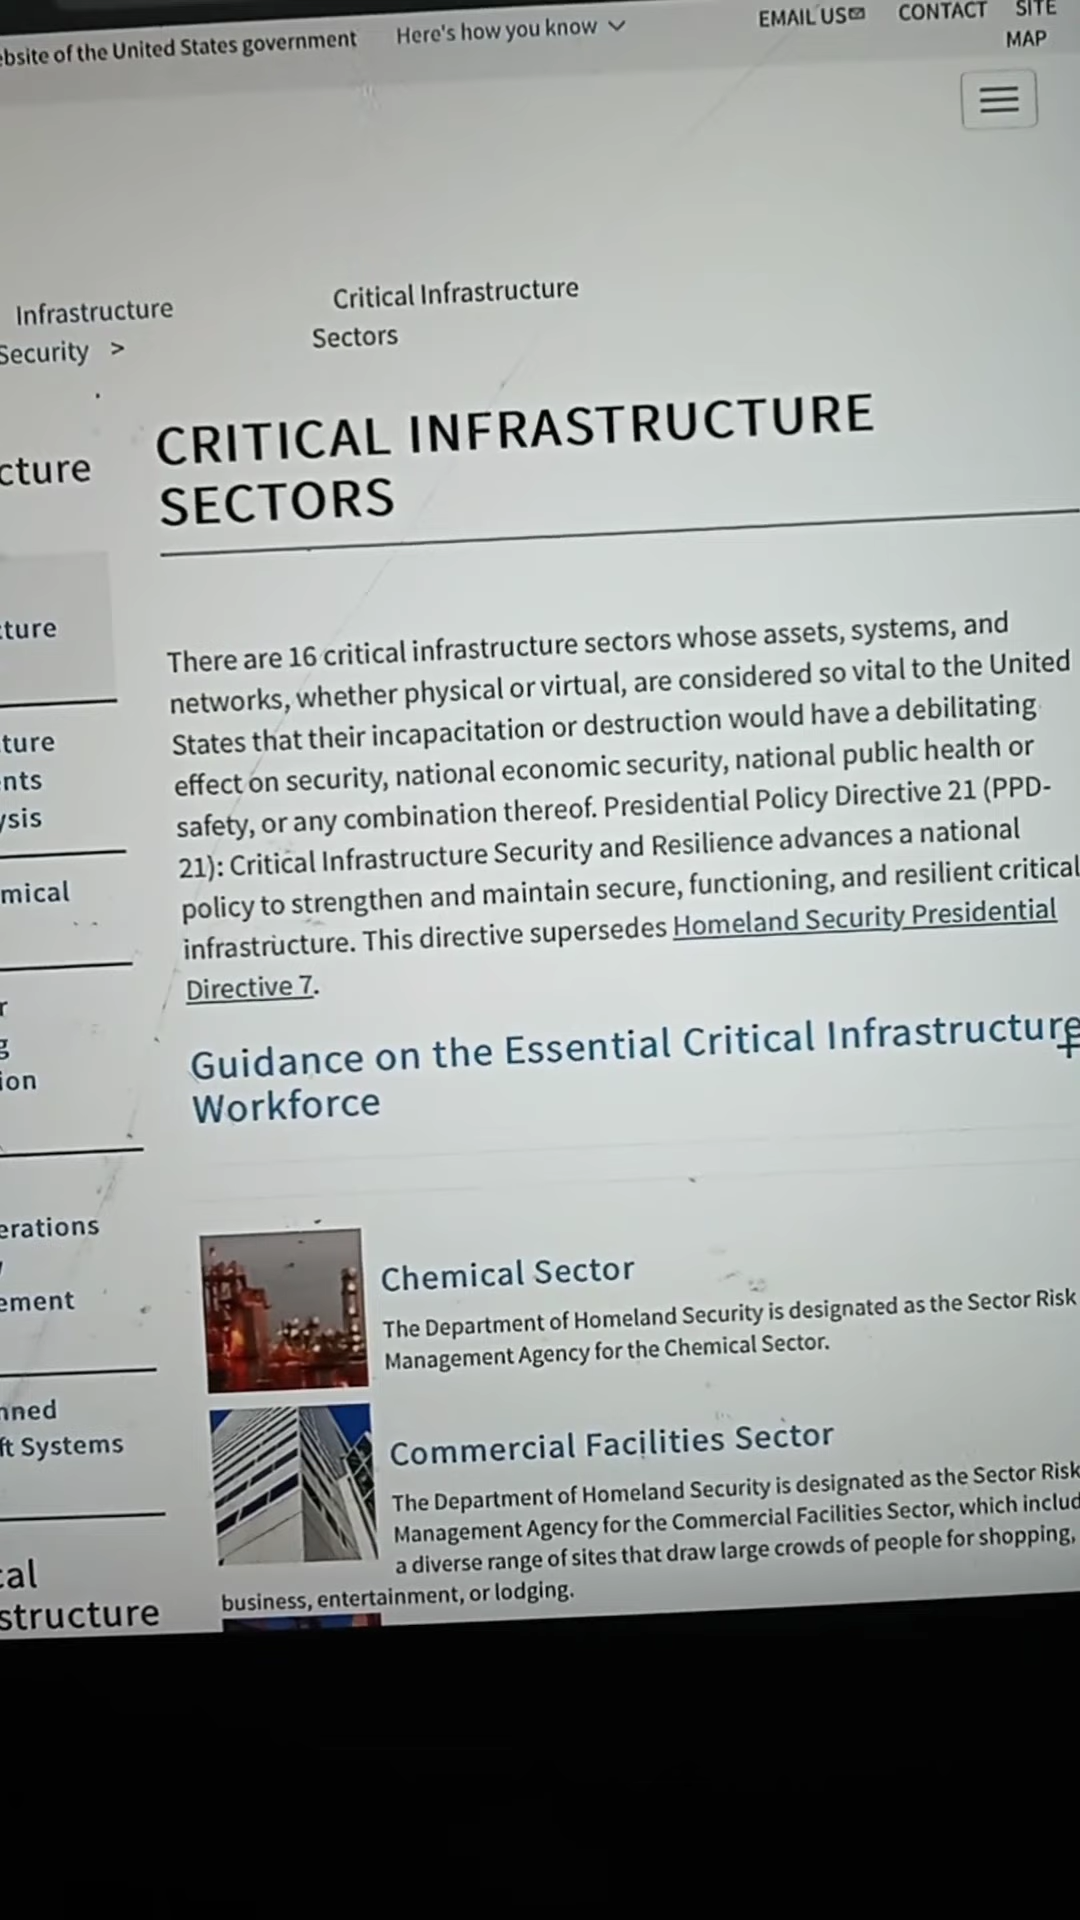 website of the United States government Here's how you know
EMAIL US CONTACT SITE
MAP
Infrastructure
Security >
Critical Infrastructure
Sectors
CRITICAL INFRASTRUCTURE
SECTORS
There are 16 critical infrastructure sectors whose assets, systems, and
networks, whether physical or virtual, are considered so vital to the United
States that their incapacitation or destruction would have a debilitating
effect on security, national economic security, national public health or
safety, or any combination thereof. Presidential Policy Directive 21 (PPD-
21): Critical Infrastructure Security and Resilience advances a national
policy to strengthen and maintain secure, functioning, and resilient critical
infrastructure. This directive supersedes Homeland Security Presidential
Directive 7.
Guidance on the Essential Critical Infrastructure
Workforce
Chemical Sector
The Department of Homeland Security is designated as the Sector Risk
Management Agency for the Chemical Sector.
Commercial Facilities Sector
The Department of Homeland Security is designated as the Sector Risk
Management Agency for the Commercial Facilities Sector, which includ
a diverse range of sites that draw large crowds of people for shopping,
business, entertainment, or lodging.
cture
ture
ture
nts
ysis
mical
r
g
ion
erations
y
ement
nned
ft Systems
cal
structure